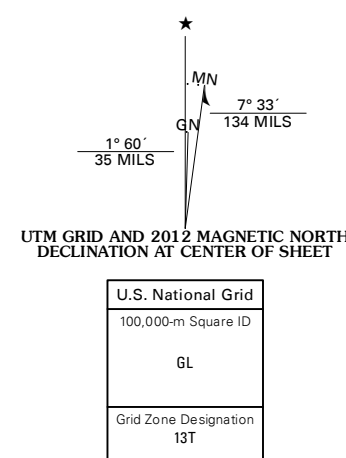 ★
MN
GN
7° 33´
134 MILS
1° 60´
35 MILS
UTM GRID AND 2012 MAGNETIC NORTH
DECLINATION AT CENTER OF SHEET
U.S. National Grid
100,000-m Square ID
GL
Grid Zone Designation
13T